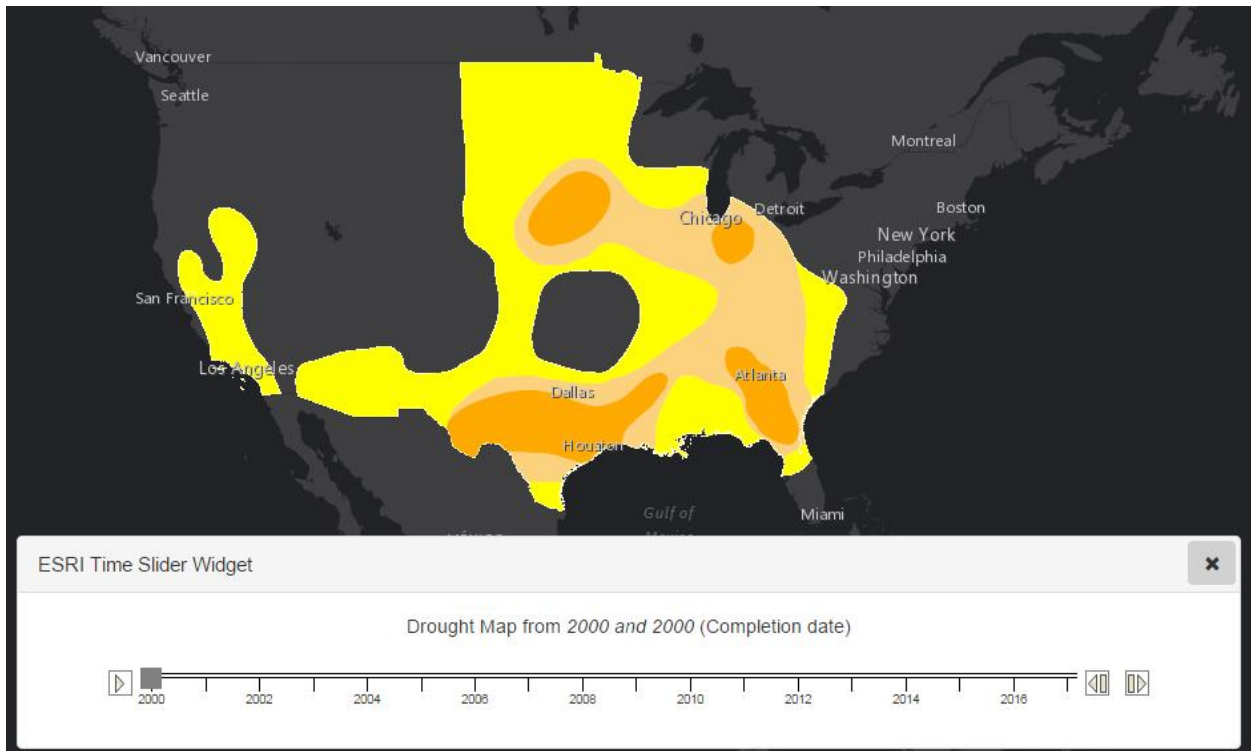 Vancouver
Seattle
Montreal
Chicago
Detroit
Boston
New York
Philadelphia
Washington
San Francisco
Los Angeles
Atlanta
Dallas
Houston
Gulf of
Miami
ESRI Time Slider Widget
Drought Map from 2000 and 2000 (Completion date)
2000 2002 2004 2006 2008 2010 2012 2014 2016